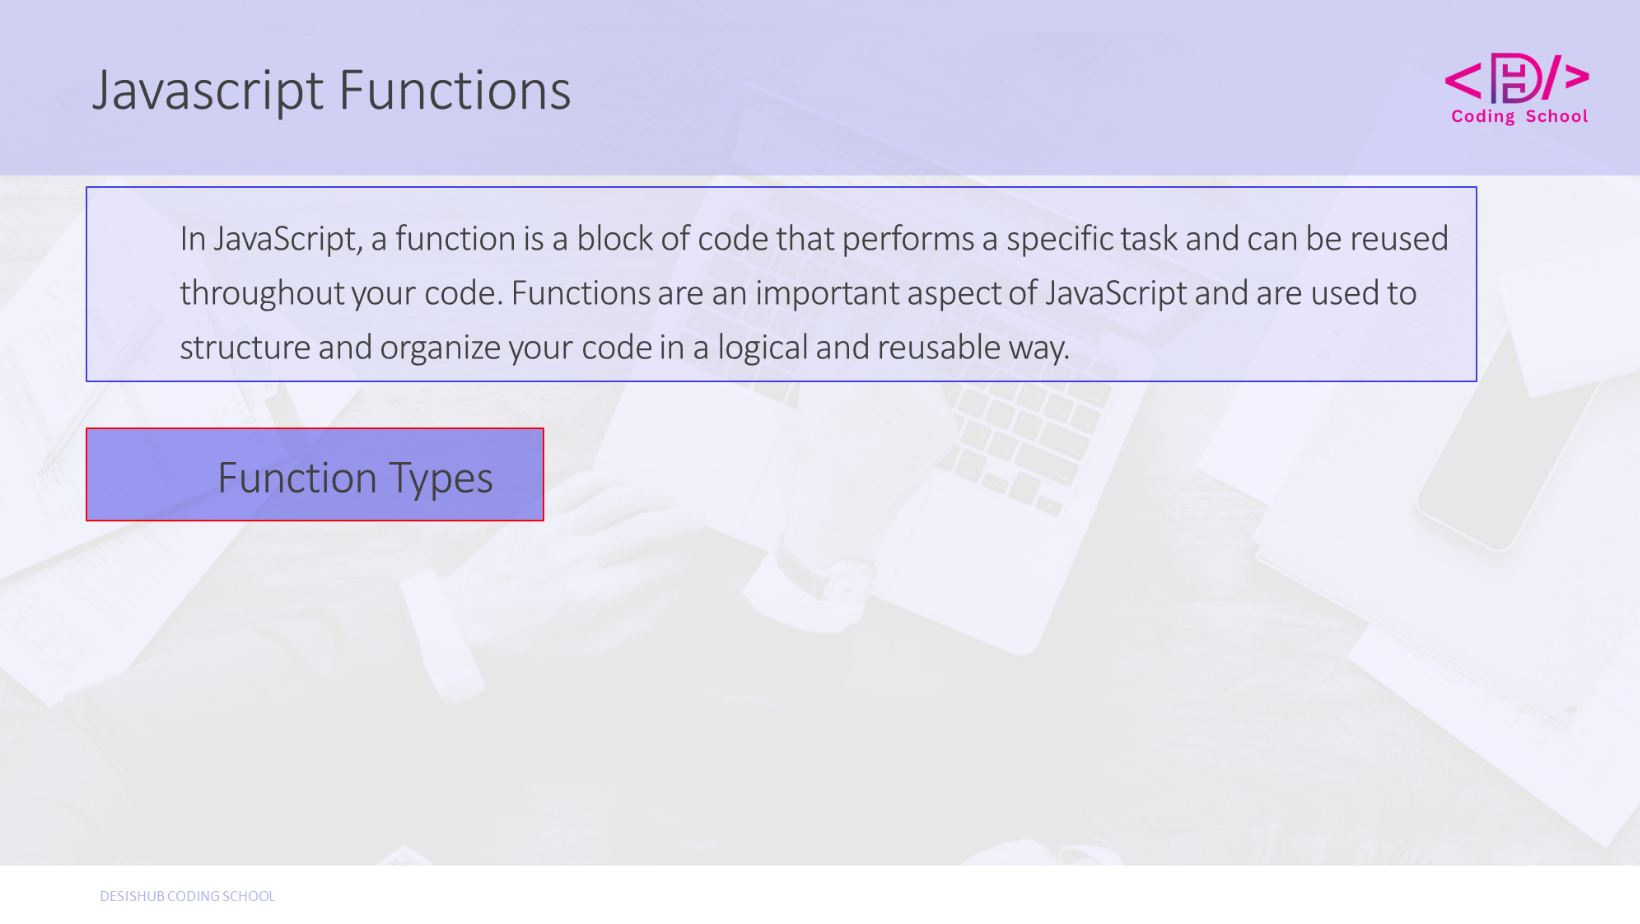 Javascript Functions
<DH/>
Coding School
In JavaScript, a function is a block of code that performs a specific task and can be reused
throughout your code. Functions are an important aspect of JavaScript and are used to
structure and organize your code in a logical and reusable way.
Function Types
DESISHUB CODING SCHOOL